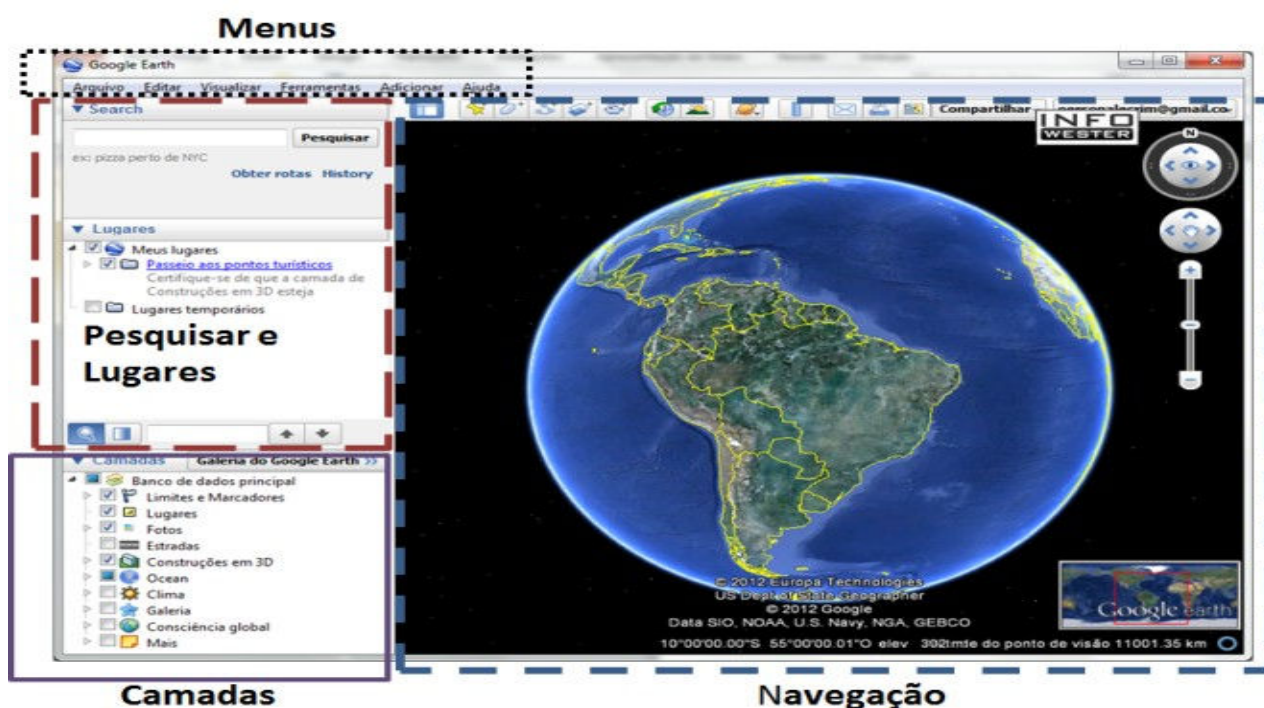 Menus
Google Earth
Arquivo Editar Visualizar Ferramentas Adicionar Ajuda
Search
Pesquisar
ex: pizza perto de NYC
Obter rotas History
Lugares
Meus lugares
Passeio aos pontos turísticos
Certifique-se de que a camada de
Construções em 3D esteja
Lugares temporários
Pesquisar e
Lugares
Camadas Galeria do Google Earth >>
Banco de dados principal
Limites e Marcadores
Lugares
Fotos
Estradas
Construções em 3D
Ocean
Clima
Galeria
Consciência global
Mais
Camadas
Compartilhar
INFO
WESTER
N
© 2012 Europa Technologies
US Dept of State Geographer
© 2012 Google
Data SIO, NOAA, U.S. Navy, NGA, GEBCO
Google earth
10°00'00.00"S 55°00'00.01"O elev do ponto de visão 11001.35 km
Navegação